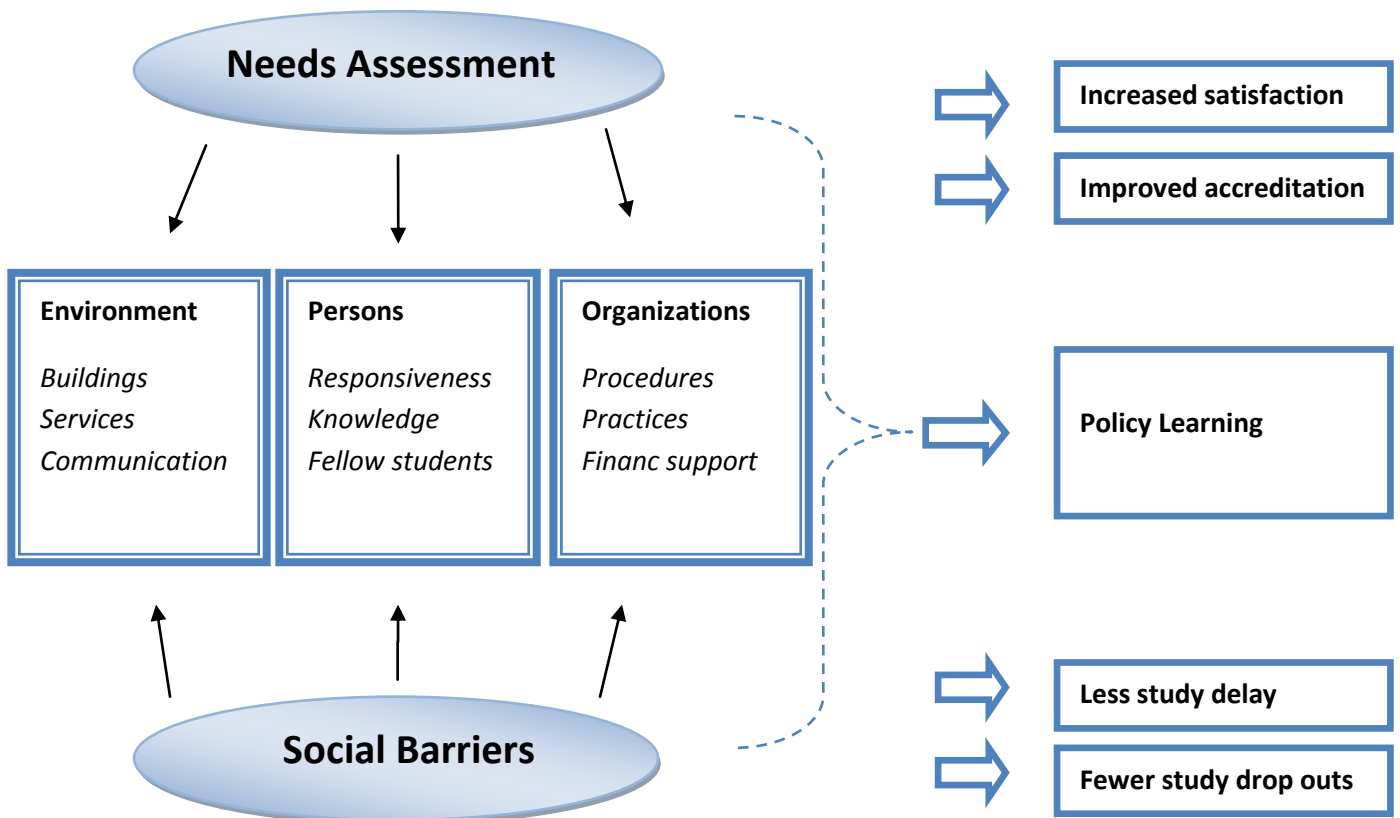 Needs Assessment
Environment
Buildings
Services
Communication
Persons
Responsiveness
Knowledge
Fellow students
Organizations
Procedures
Practices
Financ support
Social Barriers
Increased satisfaction
Improved accreditation
Policy Learning
Less study delay
Fewer study drop outs